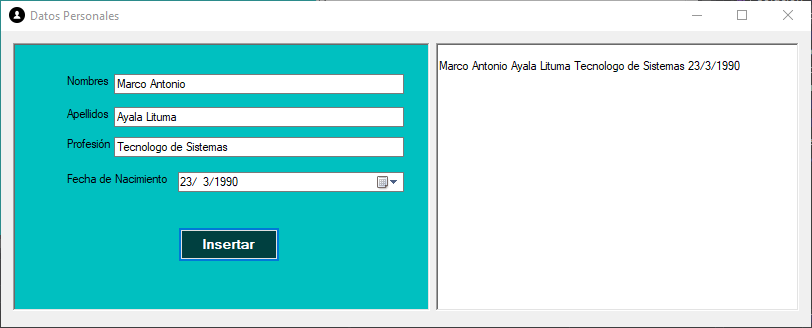 Datos Personales
Nombres Marco Antonio
Apellidos Ayala Lituma
Profesión Tecnologo de Sistemas
Fecha de Nacimiento 23/ 3/1990
Insertar
Marco Antonio Ayala Lituma Tecnologo de Sistemas 23/3/1990